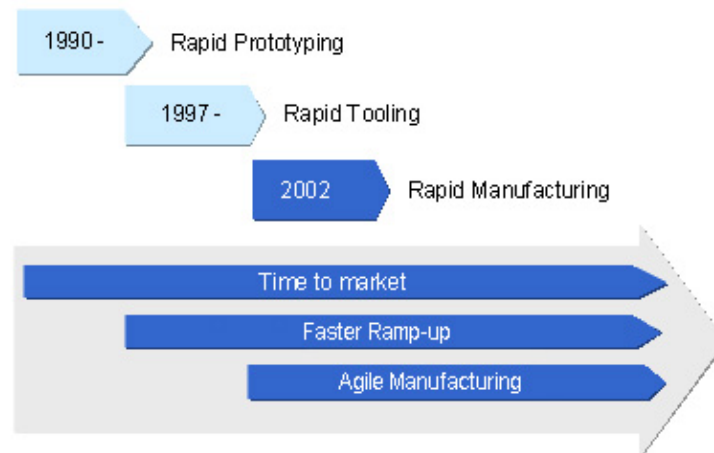 1990 - Rapid Prototyping
1997 - Rapid Tooling
2002 Rapid Manufacturing
Time to market
Faster Ramp-up
Agile Manufacturing